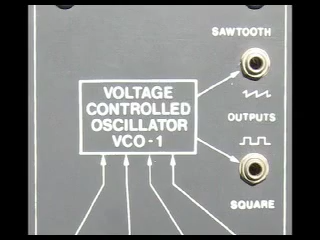 SAWTOOTH
VOLTAGE
CONTROLLED
OSCILLATOR
VCO-1
OUTPUTS
SQUARE